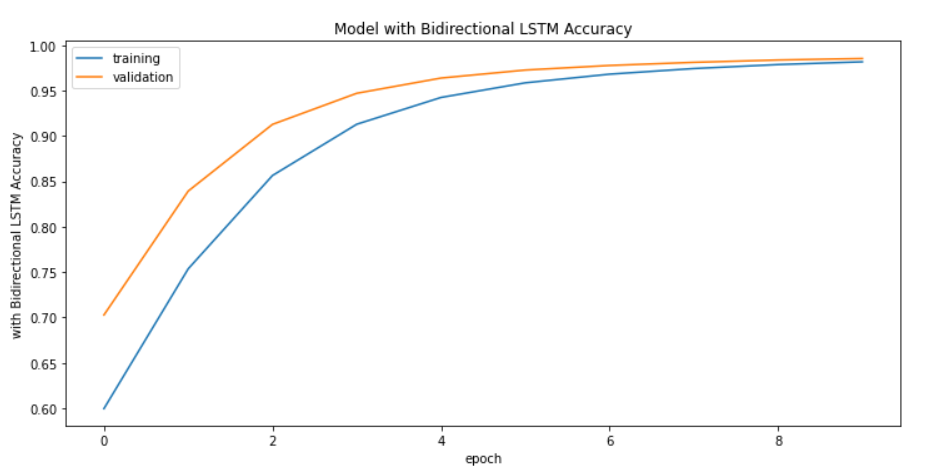 Model with Bidirectional LSTM Accuracy
training
validation
with Bidirectional LSTM Accuracy
1.00
0.95
0.90
0.85
0.80
0.75
0.70
0.65
0.60
0
2
4
6
8
epoch